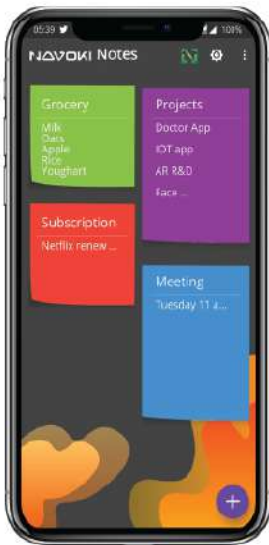 05:39 100%
NAVOKI Notes
Grocery
Milk
Oats
Apple
Rice
Youghart
Projects
Doctor App
IOT app
AR R&D
Face ...
Subscription
Netflix renew ...
Meeting
Tuesday 11 a...
+